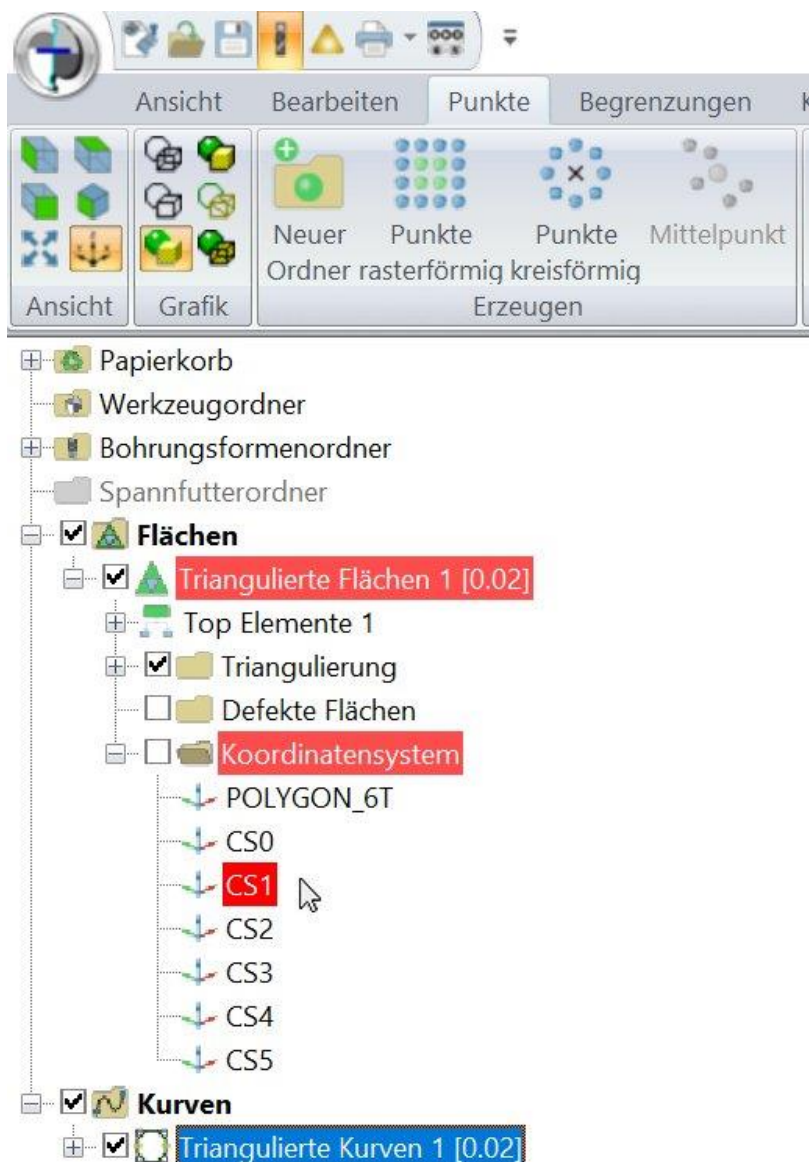 Ansicht Bearbeiten Punkte Begrenzungen
Neuer Punkte Punkte Mittelpunkt
Ordner rasterförmig kreisförmig
Ansicht Grafik Erzeugen
Papierkorb
Werkzeugordner
Bohrungsformenordner
Spannfutterordner
Flächen
Triangulierte Flächen 1 [0.02]
Top Elemente 1
Triangulierung
Defekte Flächen
Koordinatensystem
POLYGON_6T
CS0
CS1
CS2
CS3
CS4
CS5
Kurven
Triangulierte Kurven 1 [0.02]